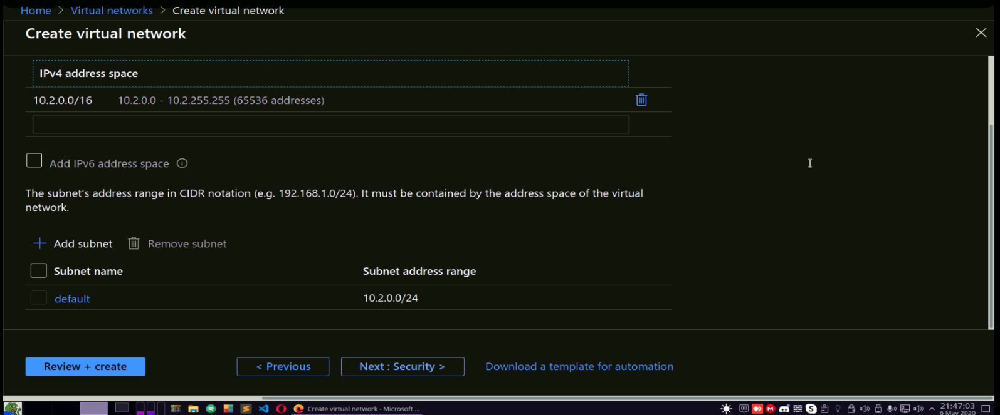 Home > Virtual networks > Create virtual network
Create virtual network
IPv4 address space
10.2.0.0/16 10.2.0.0 - 10.2.255.255 (65536 addresses)
Add IPv6 address space
The subnet's address range in CIDR notation (e.g. 192.168.1.0/24). It must be contained by the address space of the virtual
network.
Add subnet Remove subnet
Subnet name Subnet address range
default 10.2.0.0/24
Review + create < Previous Next : Security > Download a template for automation
Create virtual network - Microsoft ... 21:47:03
6 May 2020